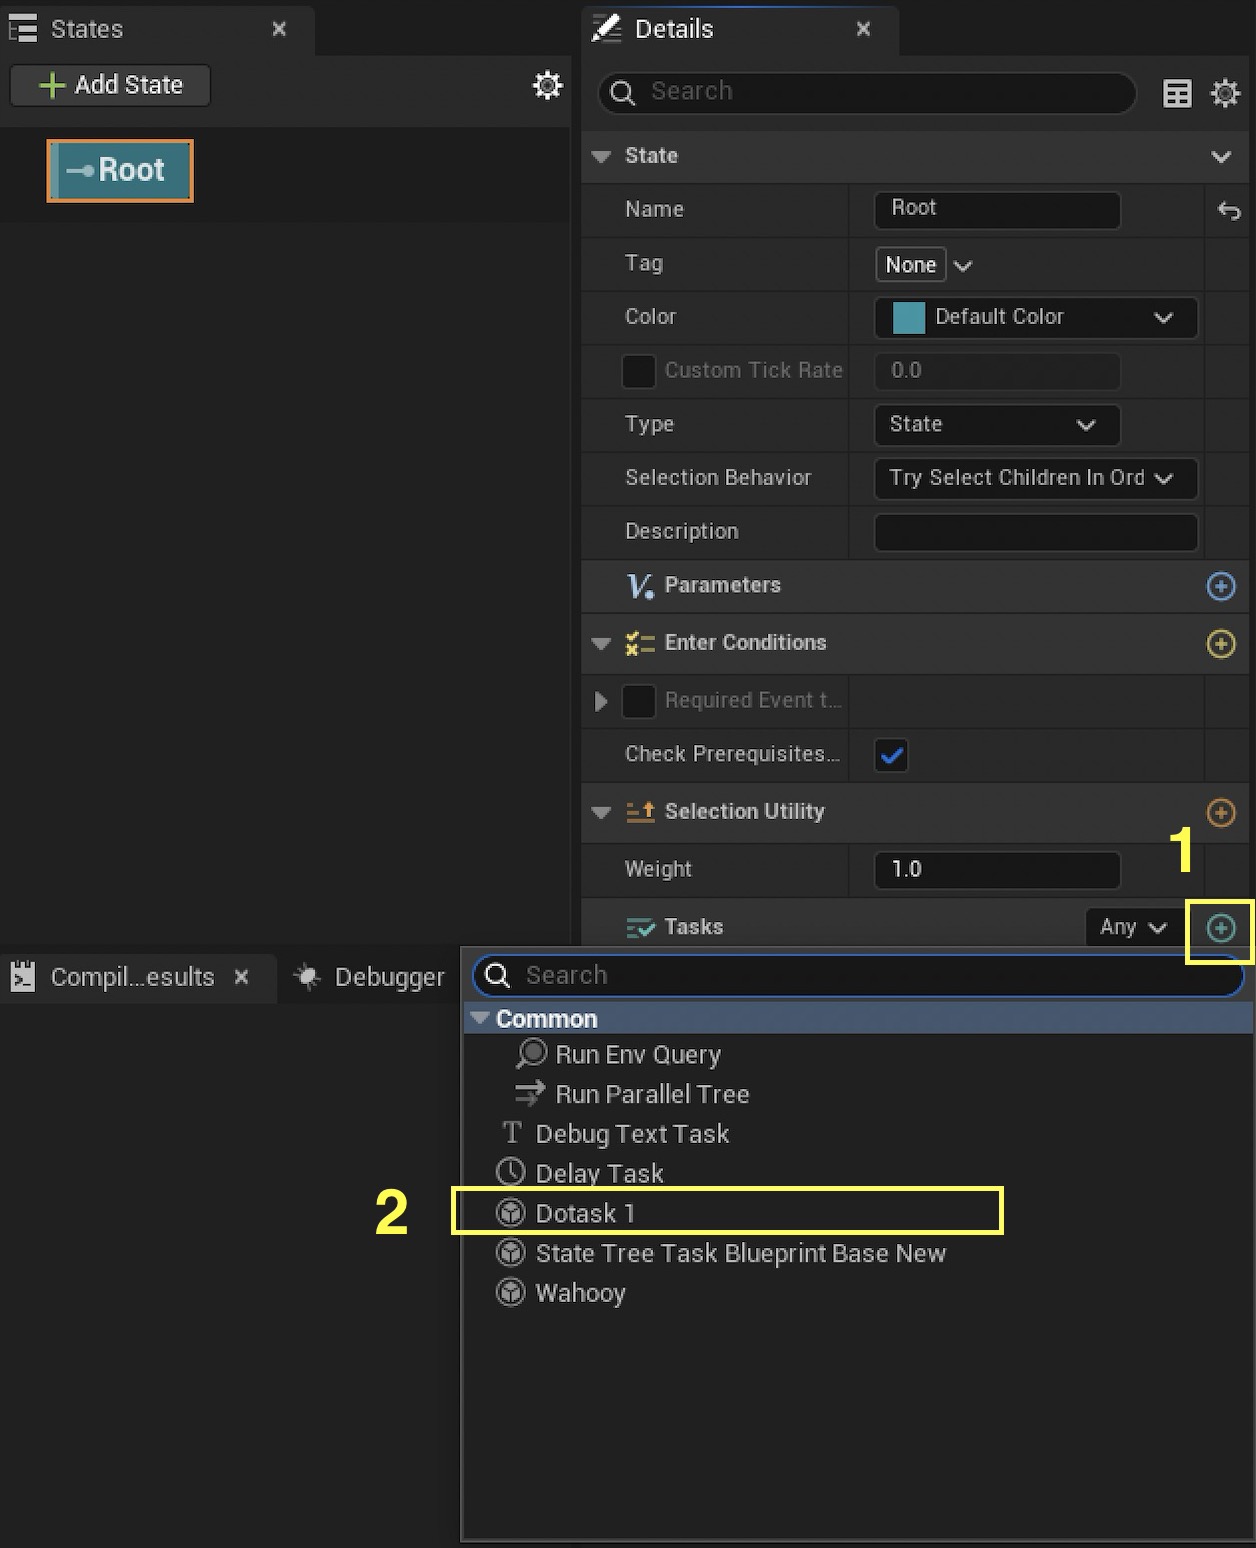 States
Add State
Root
Details
Search
State
Name
Root
Tag
None
Color
Default Color
Custom Tick Rate
0.0
Type
State
Selection Behavior
Try Select Children In Ord
Description
Parameters
Enter Conditions
Required Event t...
Check Prerequisites...
Selection Utility
Weight
1.0
1
Tasks
Any
Compil...esults
Debugger
Search
Common
Run Env Query
Run Parallel Tree
Debug Text Task
Delay Task
2
Dotask 1
State Tree Task Blueprint Base New
Wahooy